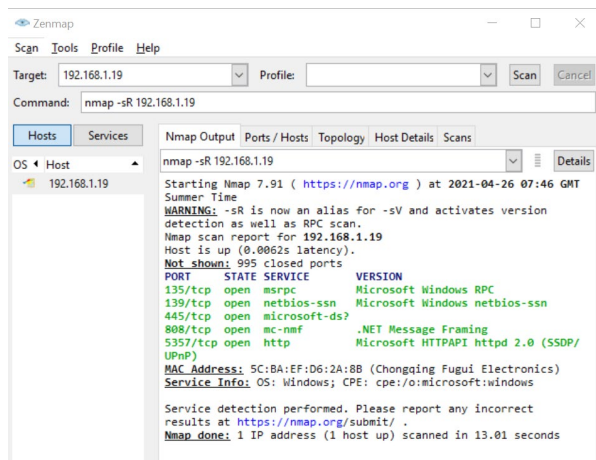 Zenmap
Scan Tools Profile Help
Target: 192.168.1.19 Profile: Scan Cancel
Command: nmap -sR 192.168.1.19
Hosts Services Nmap Output Ports / Hosts Topology Host Details Scans
OS Host
192.168.1.19
nmap -sR 192.168.1.19 Details
Starting Nmap 7.91 ( https://nmap.org ) at 2021-04-26 07:46 GMT
Summer Time
WARNING: -sR is now an alias for -sV and activates version
detection as well as RPC scan.
Nmap scan report for 192.168.1.19
Host is up (0.0062s latency).
Not shown: 995 closed ports
PORT STATE SERVICE VERSION
135/tcp open msrpc Microsoft Windows RPC
139/tcp open netbios-ssn Microsoft Windows netbios-ssn
445/tcp open microsoft-ds?
808/tcp open mc-nmf .NET Message Framing
5357/tcp open http Microsoft HTTPAPI httpd 2.0 (SSDP/
UPnP)
MAC Address: 5C:BA:EF:D6:2A:8B (Chongqing Fugui Electronics)
Service Info: OS: Windows; CPE: cpe:/o:microsoft:windows
Service detection performed. Please report any incorrect
results at https://nmap.org/submit/ .
Nmap done: 1 IP address (1 host up) scanned in 13.01 seconds